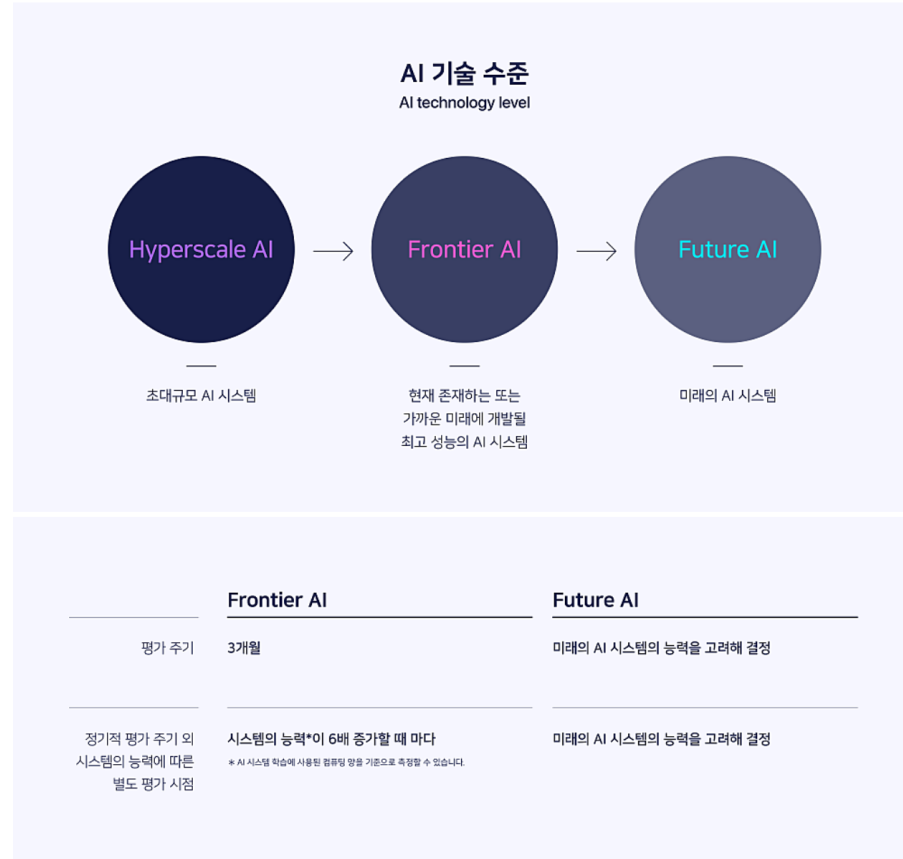 AI 기술 수준
AI technology level
Hyperscale AI
Frontier AI
Future AI
초대규모 AI 시스템
현재 존재하는 또는
가까운 미래에 개발될
최고 성능의 AI 시스템
미래의 AI 시스템
Frontier AI
Future AI
평가 주기
3개월
미래의 AI 시스템의 능력을 고려해 결정
정기적 평가 주기 외
시스템의 능력에 따른
별도 평가 시점
시스템의 능력*이 6배 증가할 때 마다
* AI 시스템 학습에 사용된 컴퓨팅 양을 기준으로 측정할 수 있습니다.
미래의 AI 시스템의 능력을 고려해 결정